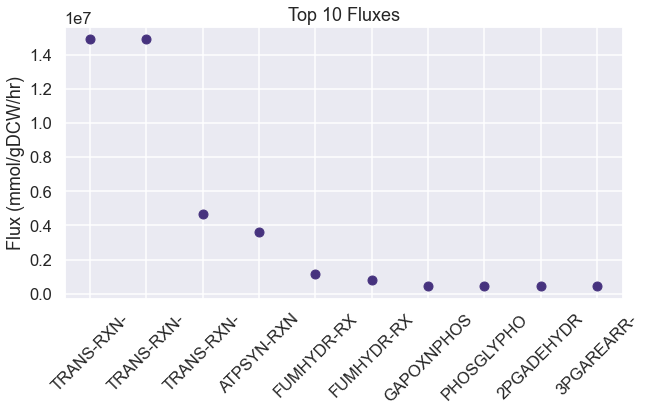 Top 10 Fluxes
1e7
1.4
1.2
1.0
0.8
0.6
0.4
0.2
0.0
Flux (mmol/gDCW/hr)
TRANS-RXN-
TRANS-RXN-
TRANS-RXN-
ATPSYN-RXN
FUMHYDR-RX
FUMHYDR-RX
GAPOXNPHOS
PHOSGLYPHO
2PGADEHYDR
3PGAREARR-